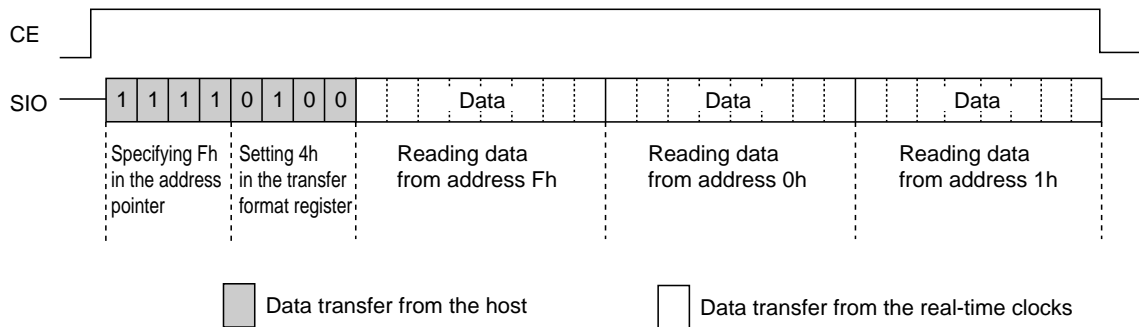 CE
SIO 1 1 1 1 0 1 0 0 Data Data Data
Specifying Fh
in the address
pointer
Setting 4h
in the transfer
format register
Reading data
from address Fh
Reading data
from address 0h
Reading data
from address 1h
Data transfer from the host
Data transfer from the real-time clocks